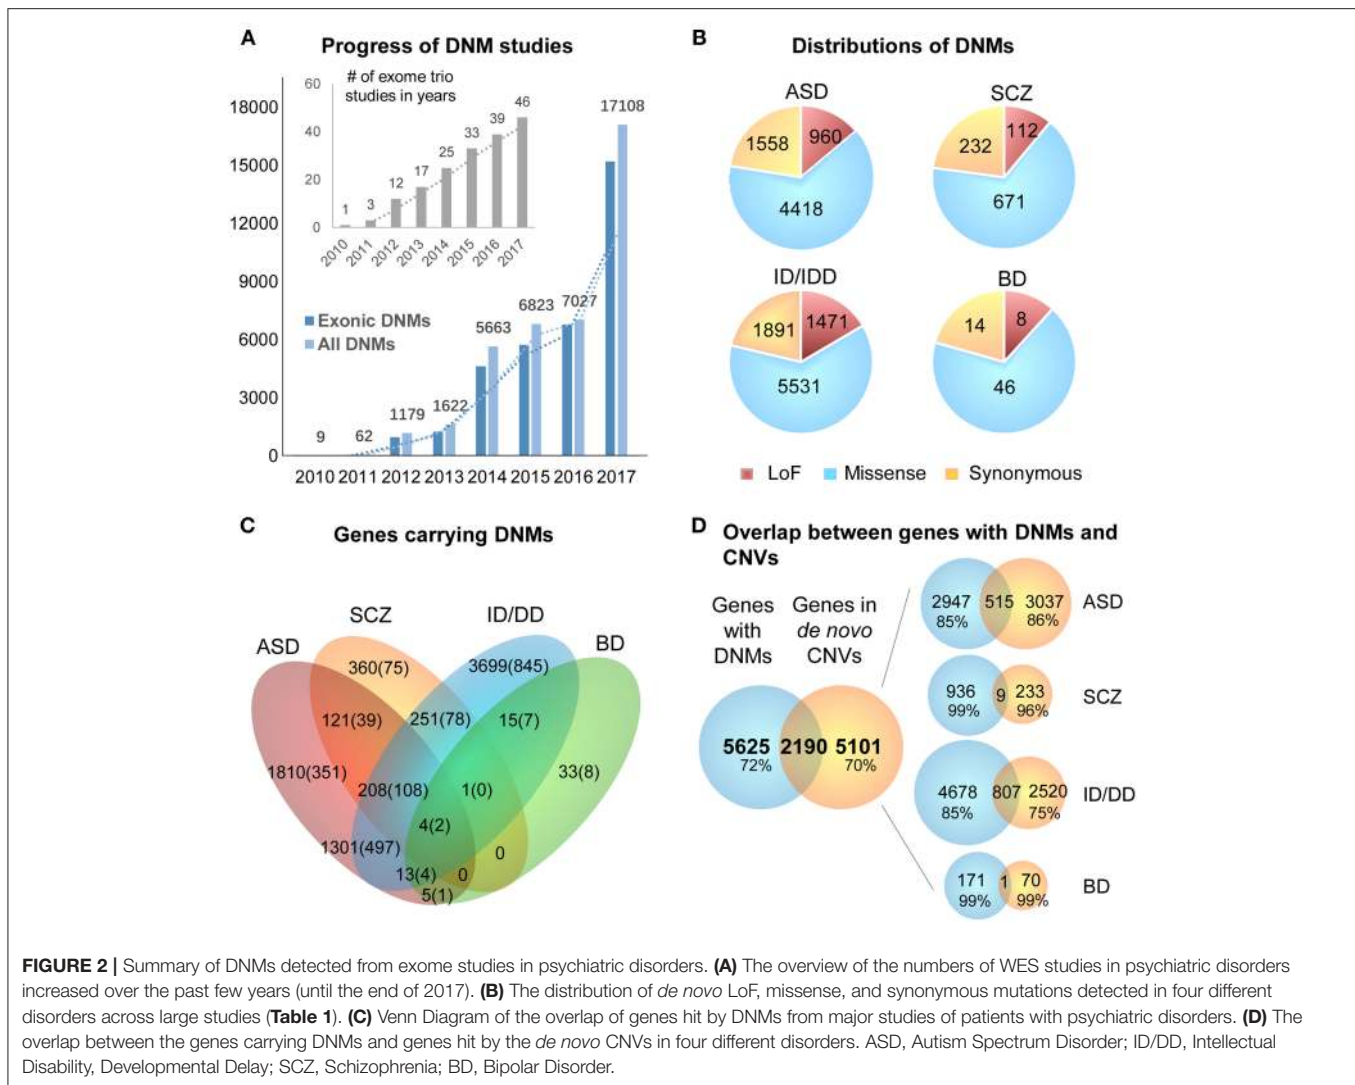 A
Progress of DNM studies
# of exome trio
studies in years
60
40
20
0
1
3
12
17
25
33
39
46
2010
2011
2012
2013
2014
2015
2016
2017
18000
15000
12000
9000
6000
3000
0
Exonic DNMs
All DNMs
9
62
1179
1622
5663
6823
7027
17108
2010 2011 2012 2013 2014 2015 2016 2017
B
Distributions of DNMs
ASD
1558
960
4418
SCZ
232
112
671
ID/IDD
1891
1471
5531
BD
14
8
46
LoF Missense Synonymous
C
Genes carrying DNMs
SCZ
ID/DD
ASD
BD
360(75)
3699(845)
121(39)
251(78)
15(7)
1810(351)
208(108)
1(0)
33(8)
4(2)
1301(497)
0
13(4)
0
5(1)
D
Overlap between genes with DNMs and
CNVs
Genes
with
DNMs
Genes in
de novo
CNVs
5625 2190 5101
72% 70%
2947 515 3037
85% 86%
ASD
936 9 233
99% 96%
SCZ
4678 807 2520
85% 75%
ID/DD
171 1 70
99% 99%
BD
FIGURE 2 | Summary of DNMs detected from exome studies in psychiatric disorders. (A) The overview of the numbers of WES studies in psychiatric disorders
increased over the past few years (until the end of 2017). (B) The distribution of de novo LoF, missense, and synonymous mutations detected in four different
disorders across large studies (Table 1). (C) Venn Diagram of the overlap of genes hit by DNMs from major studies of patients with psychiatric disorders. (D) The
overlap between the genes carrying DNMs and genes hit by the de novo CNVs in four different disorders. ASD, Autism Spectrum Disorder; ID/DD, Intellectual
Disability, Developmental Delay; SCZ, Schizophrenia; BD, Bipolar Disorder.